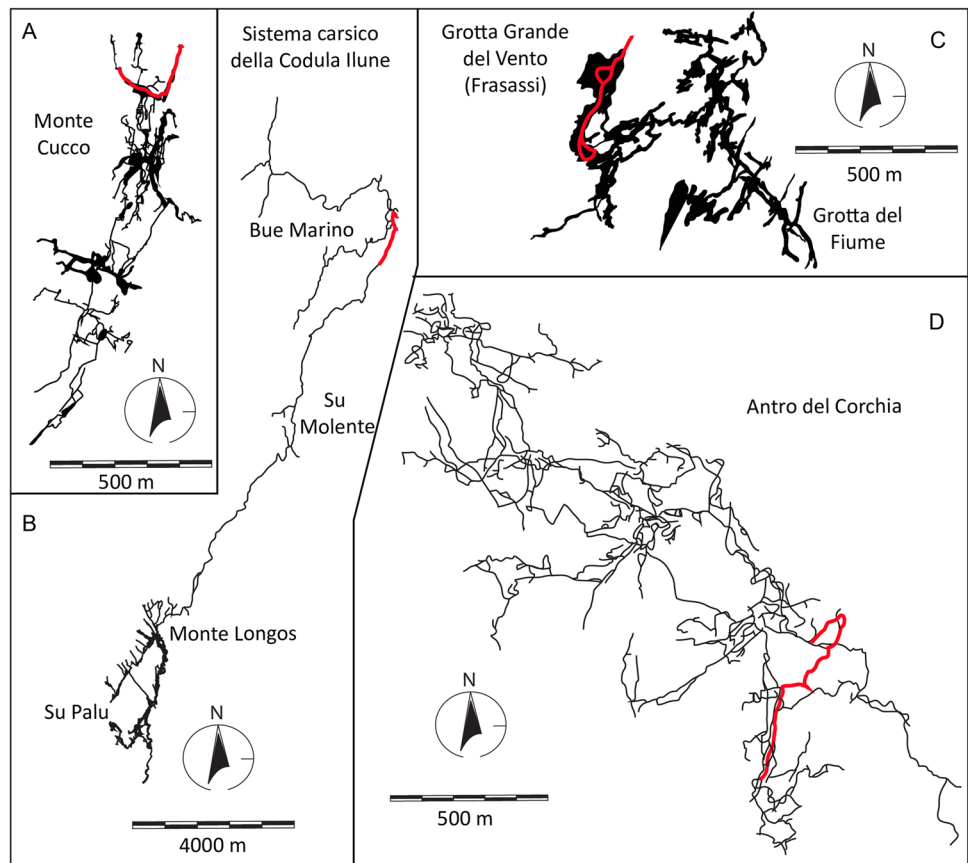 A
Monte
Cucco
N
500 m
B
Sistema carsico
della Codula Ilune
Bue Marino
Su
Molente
Monte Longos
Su Palu
N
4000 m
C
Grotta Grande
del Vento
(Frasassi)
N
500 m
Grotta del
Fiume
D
Antro del Corchia
N
500 m